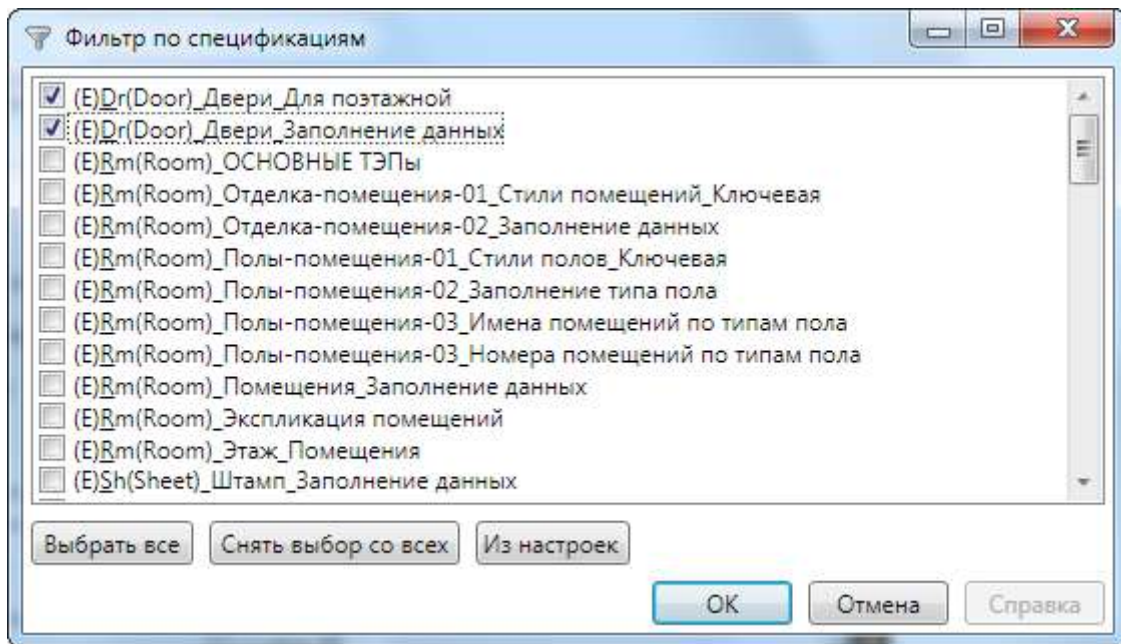 Фильтр по спецификациям
(E)Dr(Door)_Двери_Для поэтажной
(E)Dr(Door)_Двери_Заполнение данных
(E)Rm(Room)_ОСНОВНЫЕ ТЭПы
(E)Rm(Room)_Отделка-помещения-01_Стили помещений_Ключевая
(E)Rm(Room)_Отделка-помещения-02_Заполнение данных
(E)Rm(Room)_Полы-помещения-01_Стили полов_Ключевая
(E)Rm(Room)_Полы-помещения-02_Заполнение типа пола
(E)Rm(Room)_Полы-помещения-03_Имена помещений по типам пола
(E)Rm(Room)_Полы-помещения-03_Номера помещений по типам пола
(E)Rm(Room)_Помещения_Заполнение данных
(E)Rm(Room)_Экспликация помещений
(E)Rm(Room)_Этаж_Помещения
(E)Sh(Sheet)_Штамп_Заполнение данных
Выбрать все Снять выбор со всех Из настроек
OK Отмена Справка